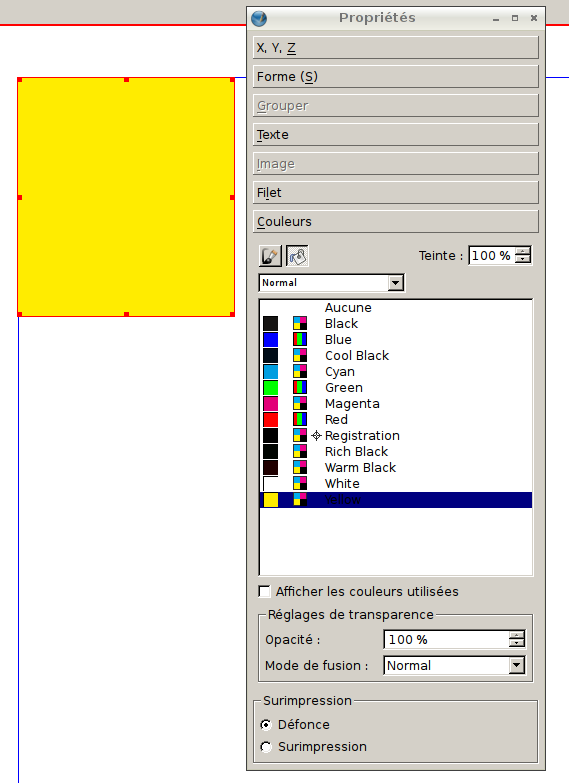 Propriétés
X, Y, Z
Forme (S)
Grouper
Texte
Image
Filet
Couleurs
Teinte : 100 %
Normal
Aucune
Black
Blue
Cool Black
Cyan
Green
Magenta
Red
Registration
Rich Black
Warm Black
White
Yellow
Afficher les couleurs utilisées
Réglages de transparence
Opacité : 100 %
Mode de fusion : Normal
Surimpression
Défonce
Surimpression